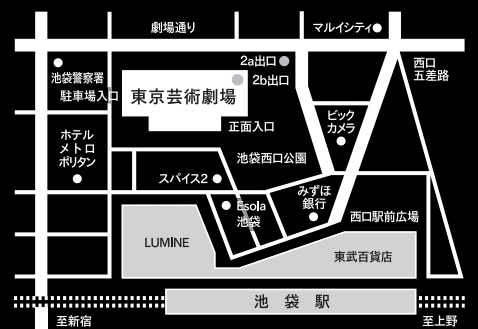 劇場通り
マルイシティ
2a出口
西口
五差路
池袋警察署
2b出口
駐車場入口
東京芸術劇場
正面入口
ビック
カメラ
ホテル
メトロ
ポリタン
池袋西口公園
スパイス2
みずほ
銀行
Esola
池袋
西口駅前広場
LUMINE
東武百貨店
池袋駅
至新宿
至上野